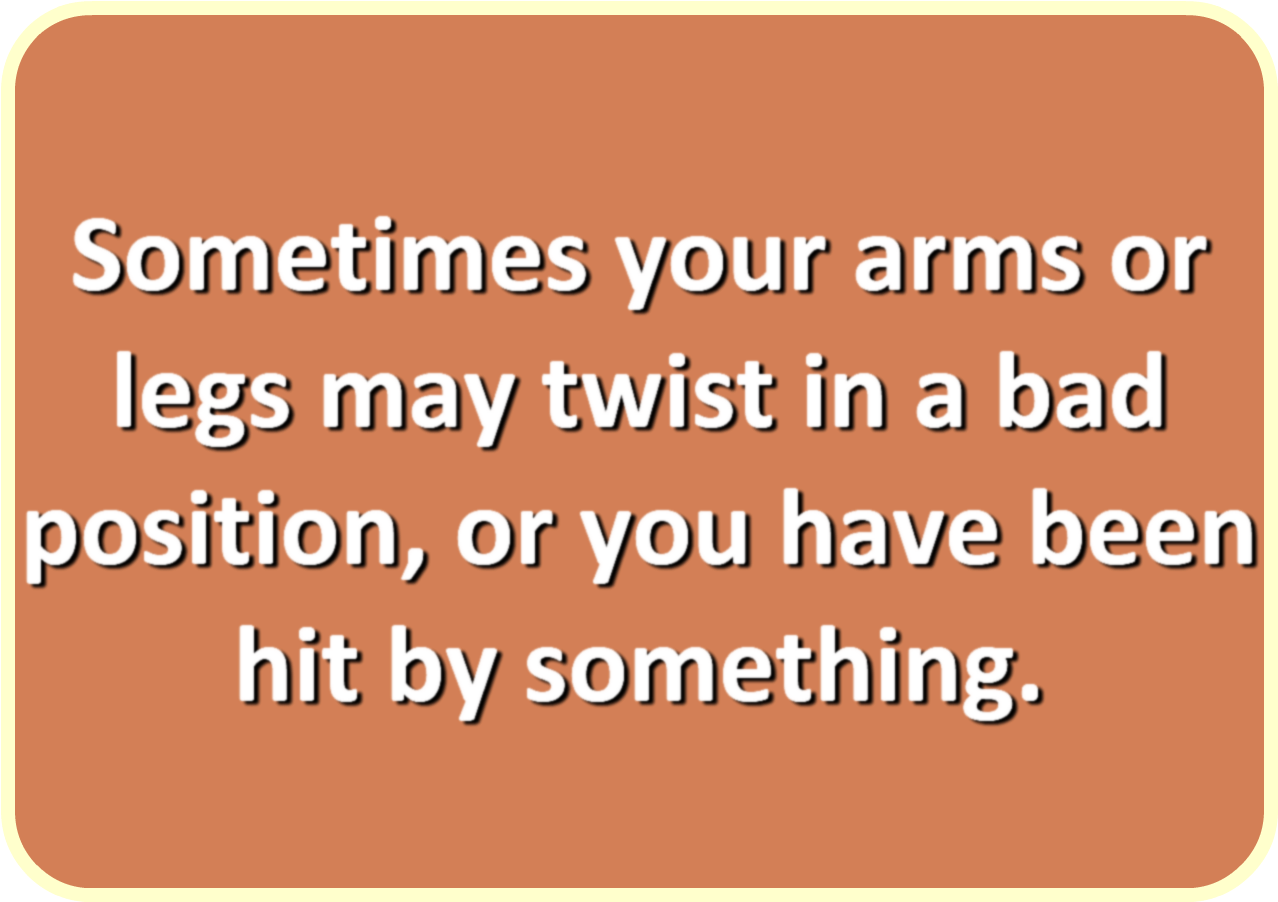 Sometimes your arms or
legs may twist in a bad
position, or you have been
hit by something.